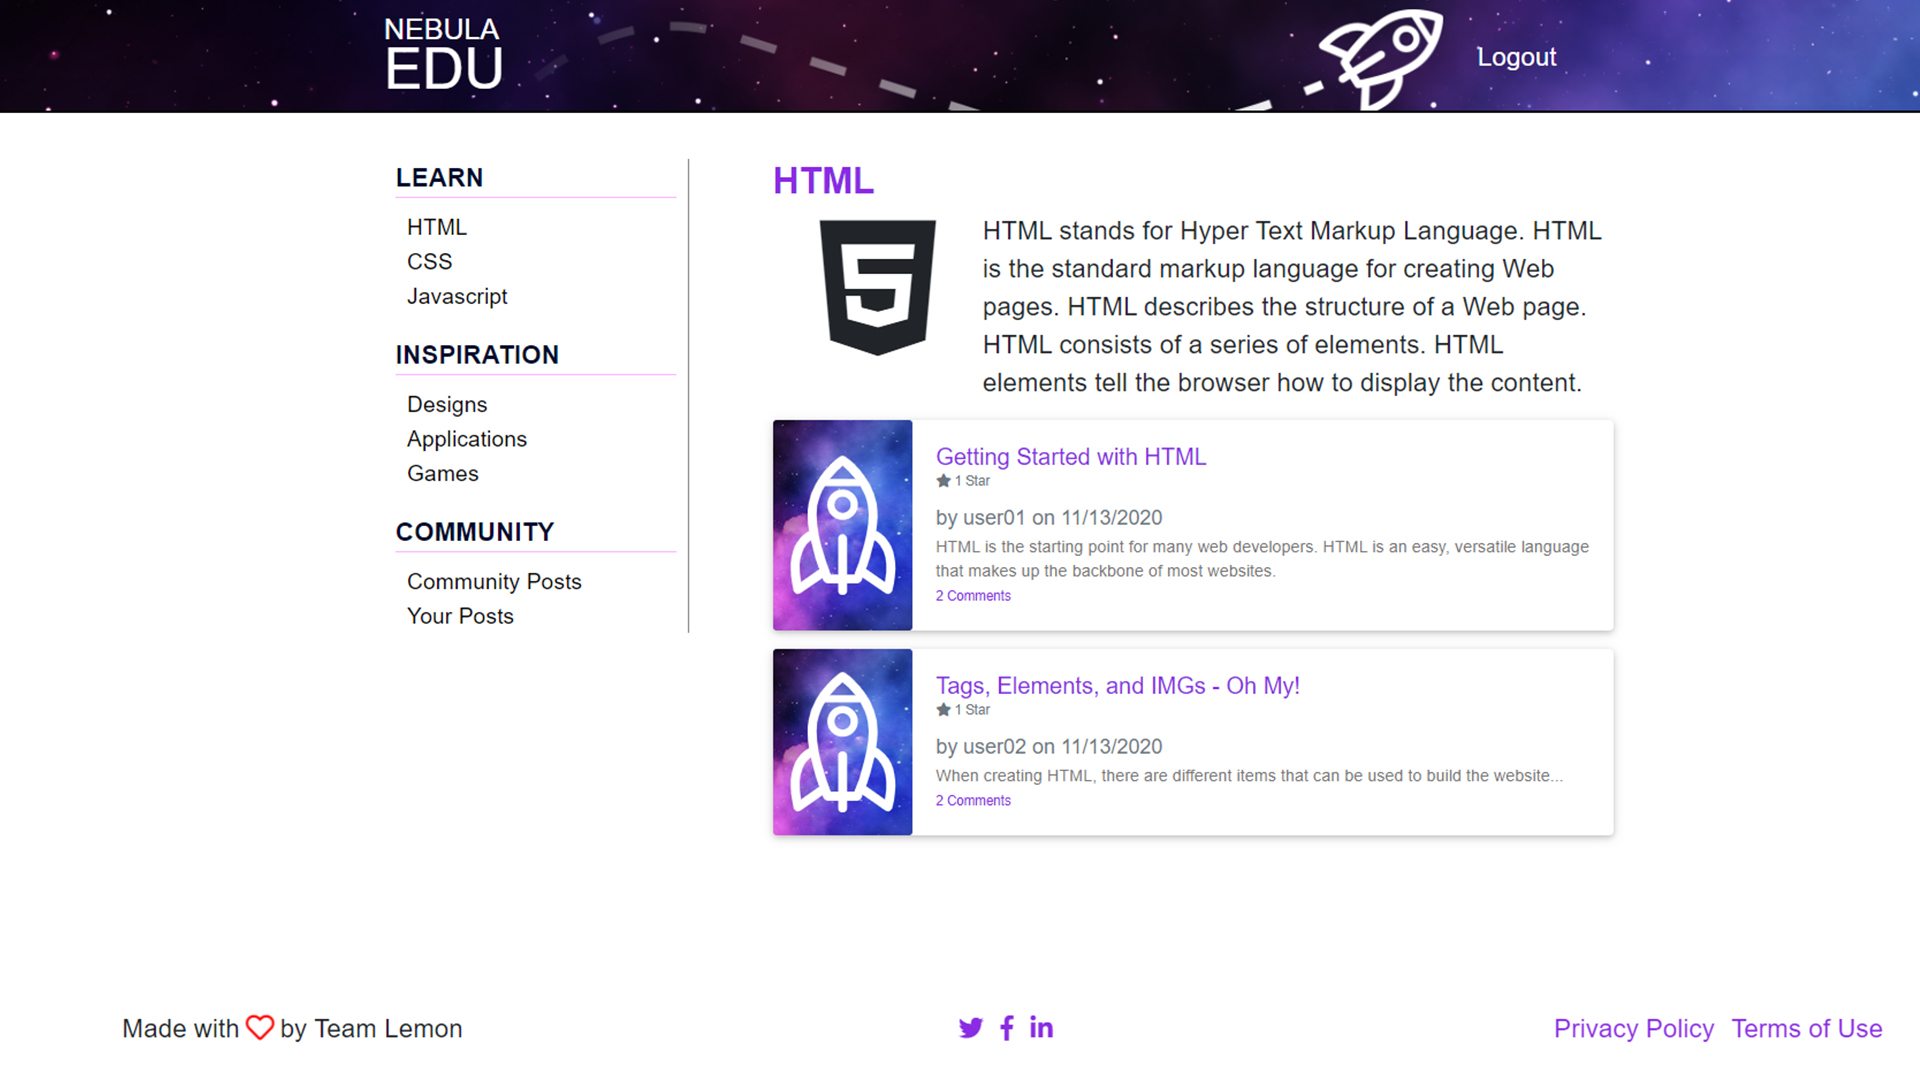 NEBULA
EDU
Logout
LEARN
HTML
CSS
Javascript
INSPIRATION
Designs
Applications
Games
COMMUNITY
Community Posts
Your Posts
HTML
5
HTML stands for Hyper Text Markup Language. HTML
is the standard markup language for creating Web
pages. HTML describes the structure of a Web page.
HTML consists of a series of elements. HTML
elements tell the browser how to display the content.
Getting Started with HTML
1 Star
by user01 on 11/13/2020
HTML is the starting point for many web developers. HTML is an easy, versatile language
that makes up the backbone of most websites.
2 Comments
Tags, Elements, and IMGs - Oh My!
1 Star
by user02 on 11/13/2020
When creating HTML, there are different items that can be used to build the website...
2 Comments
Made with by Team Lemon
Privacy Policy Terms of Use